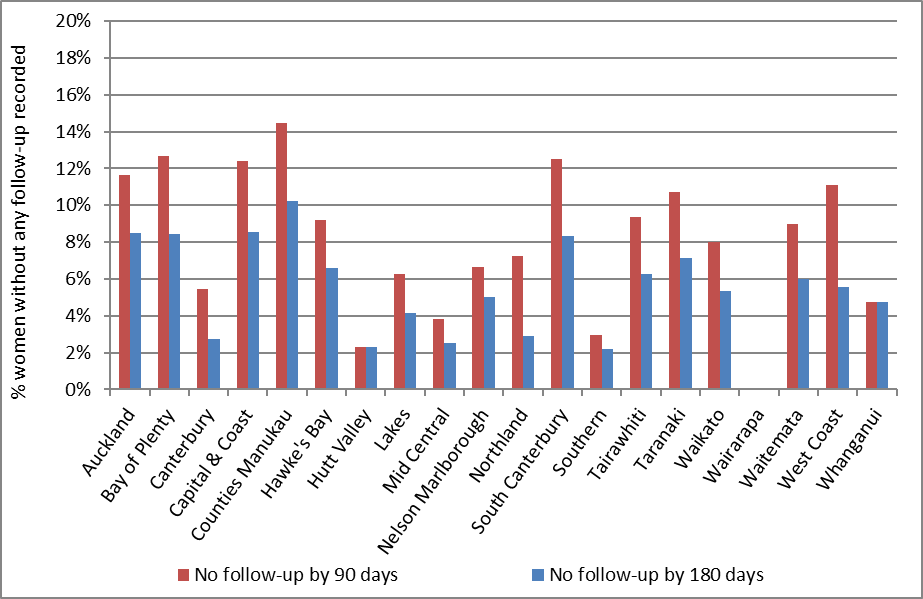 % women without any follow-up recorded
20%
18%
16%
14%
12%
10%
8%
6%
4%
2%
0%
Auckland
Bay of Plenty
Canterbury
Capital & Coast
Counties Manukau
Hawke's Bay
Hutt Valley
Lakes
Mid Central
Nelson Marlborough
Northland
South Canterbury
Southern
Tairawhiti
Taranaki
Waikato
Wairarapa
Waitemata
West Coast
Whanganui
No follow-up by 90 days
No follow-up by 180 days